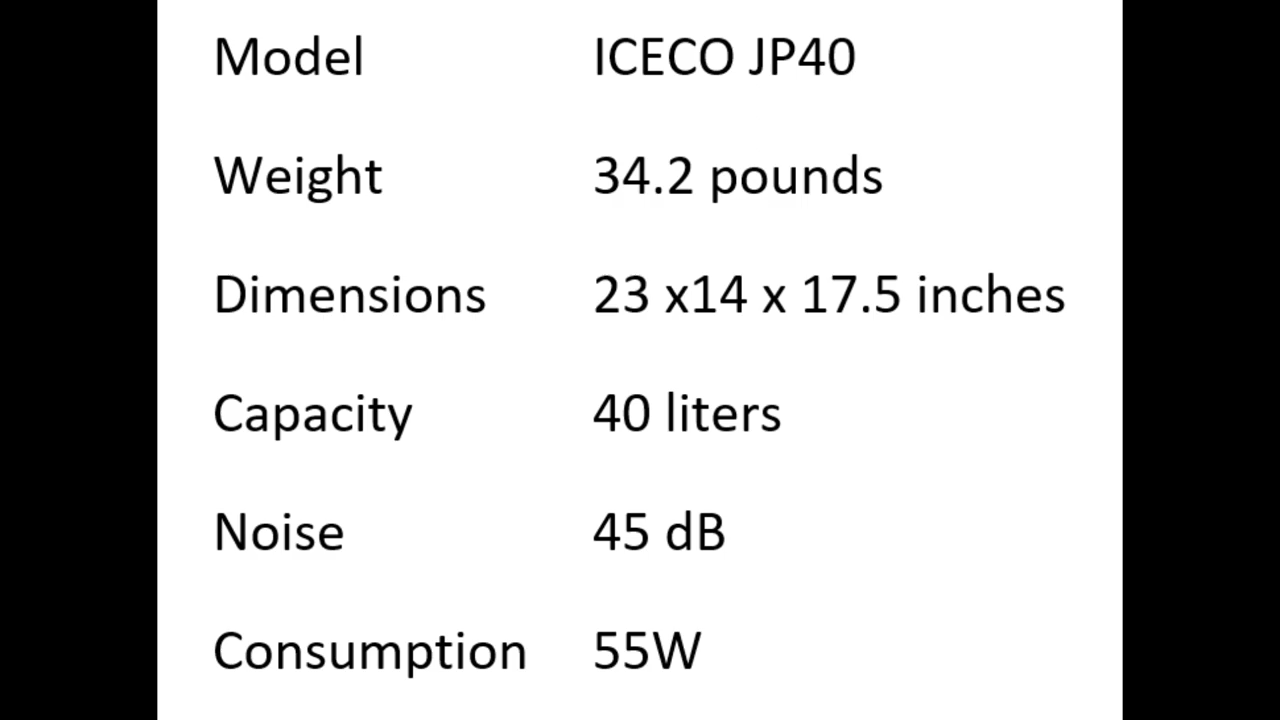 Model ICECO JP40
Weight 34.2 pounds
Dimensions 23 x14 x 17.5 inches
Capacity 40 liters
Noise 45 dB
Consumption 55W